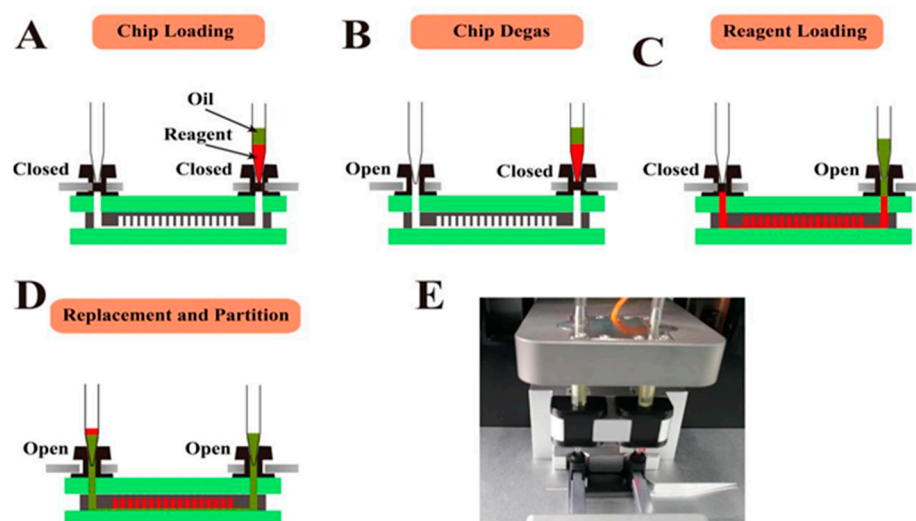 A
Chip Loading
Oil
Reagent
Closed
Closed
B
Chip Degas
Open
Closed
C
Reagent Loading
Closed
Open
D
Replacement and Partition
Open
Open
E